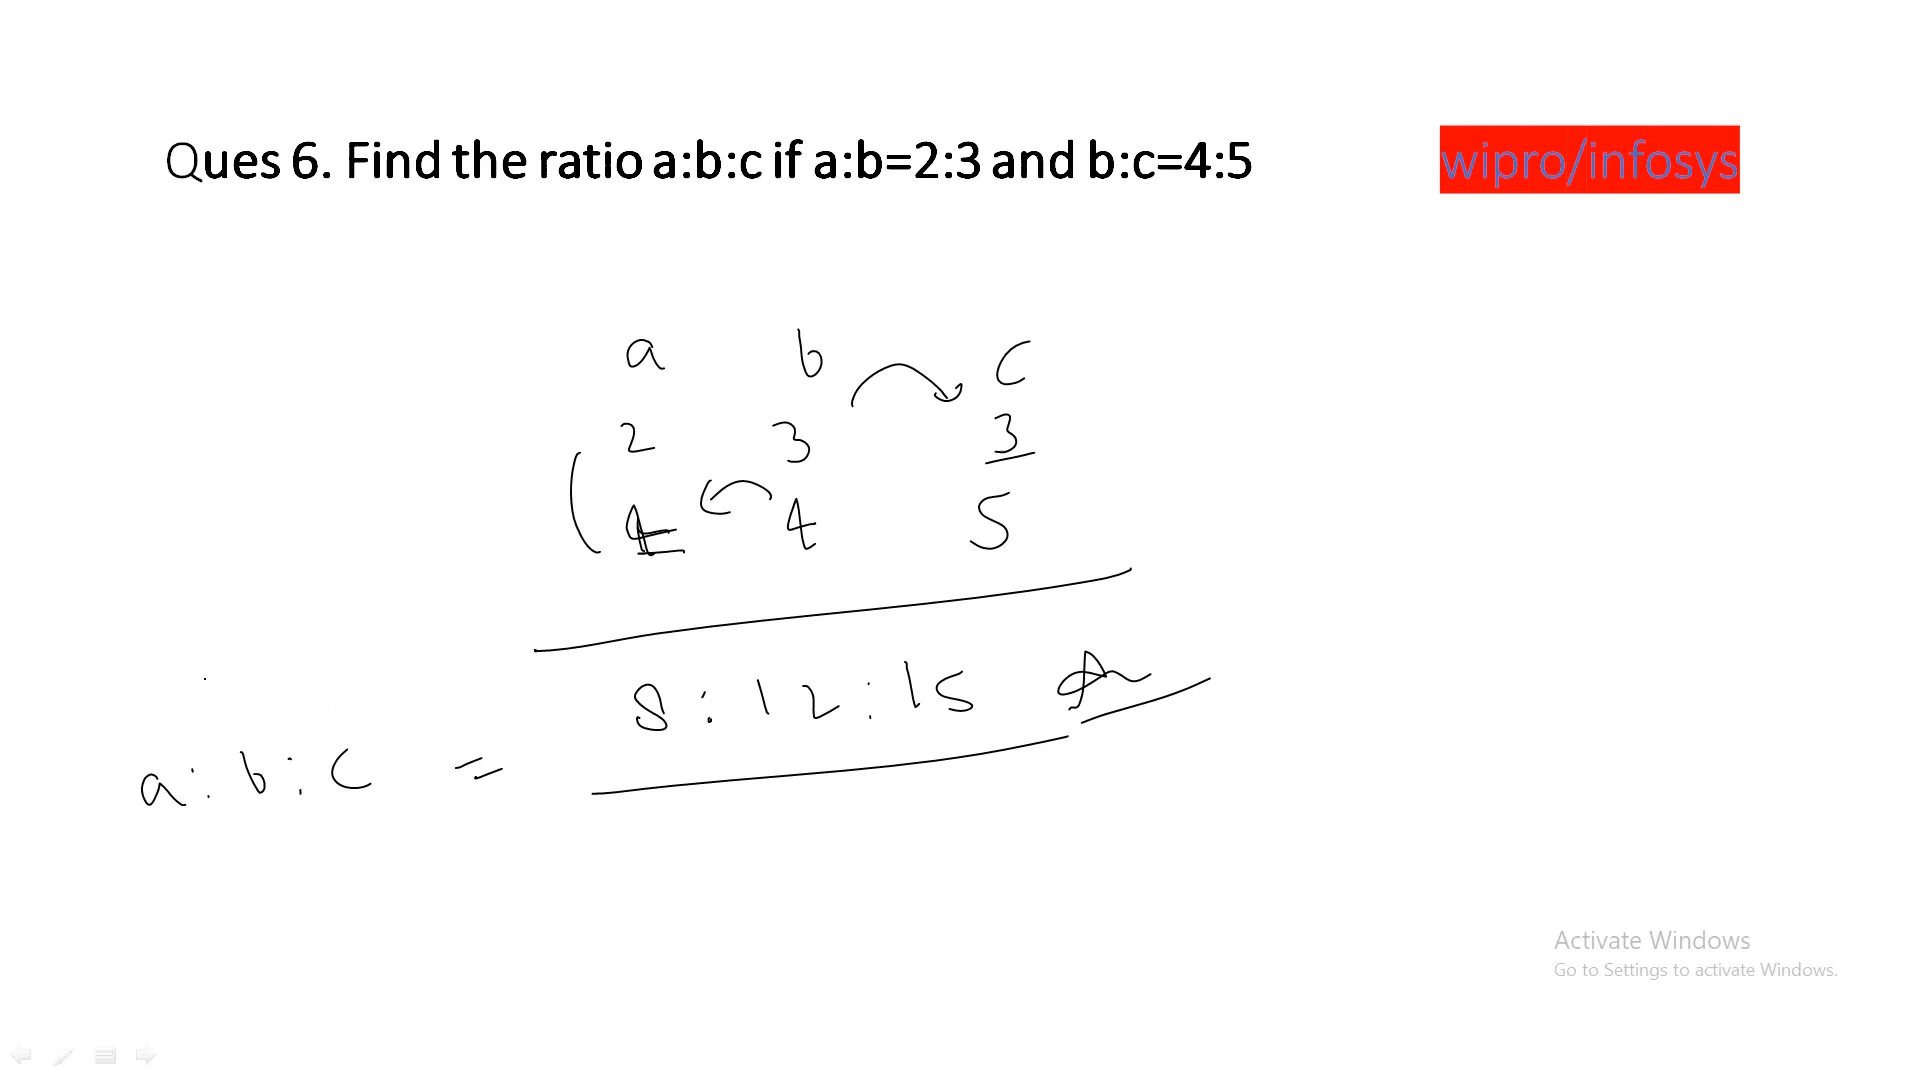 Ques 6. Find the ratio a:b:c if a:b=2:3 and b:c=4:5 wipro/infosys
a b c
2 3 3
4 4 5
8:12:15
a:b:c =
Activate Windows
Go to Settings to activate Windows.